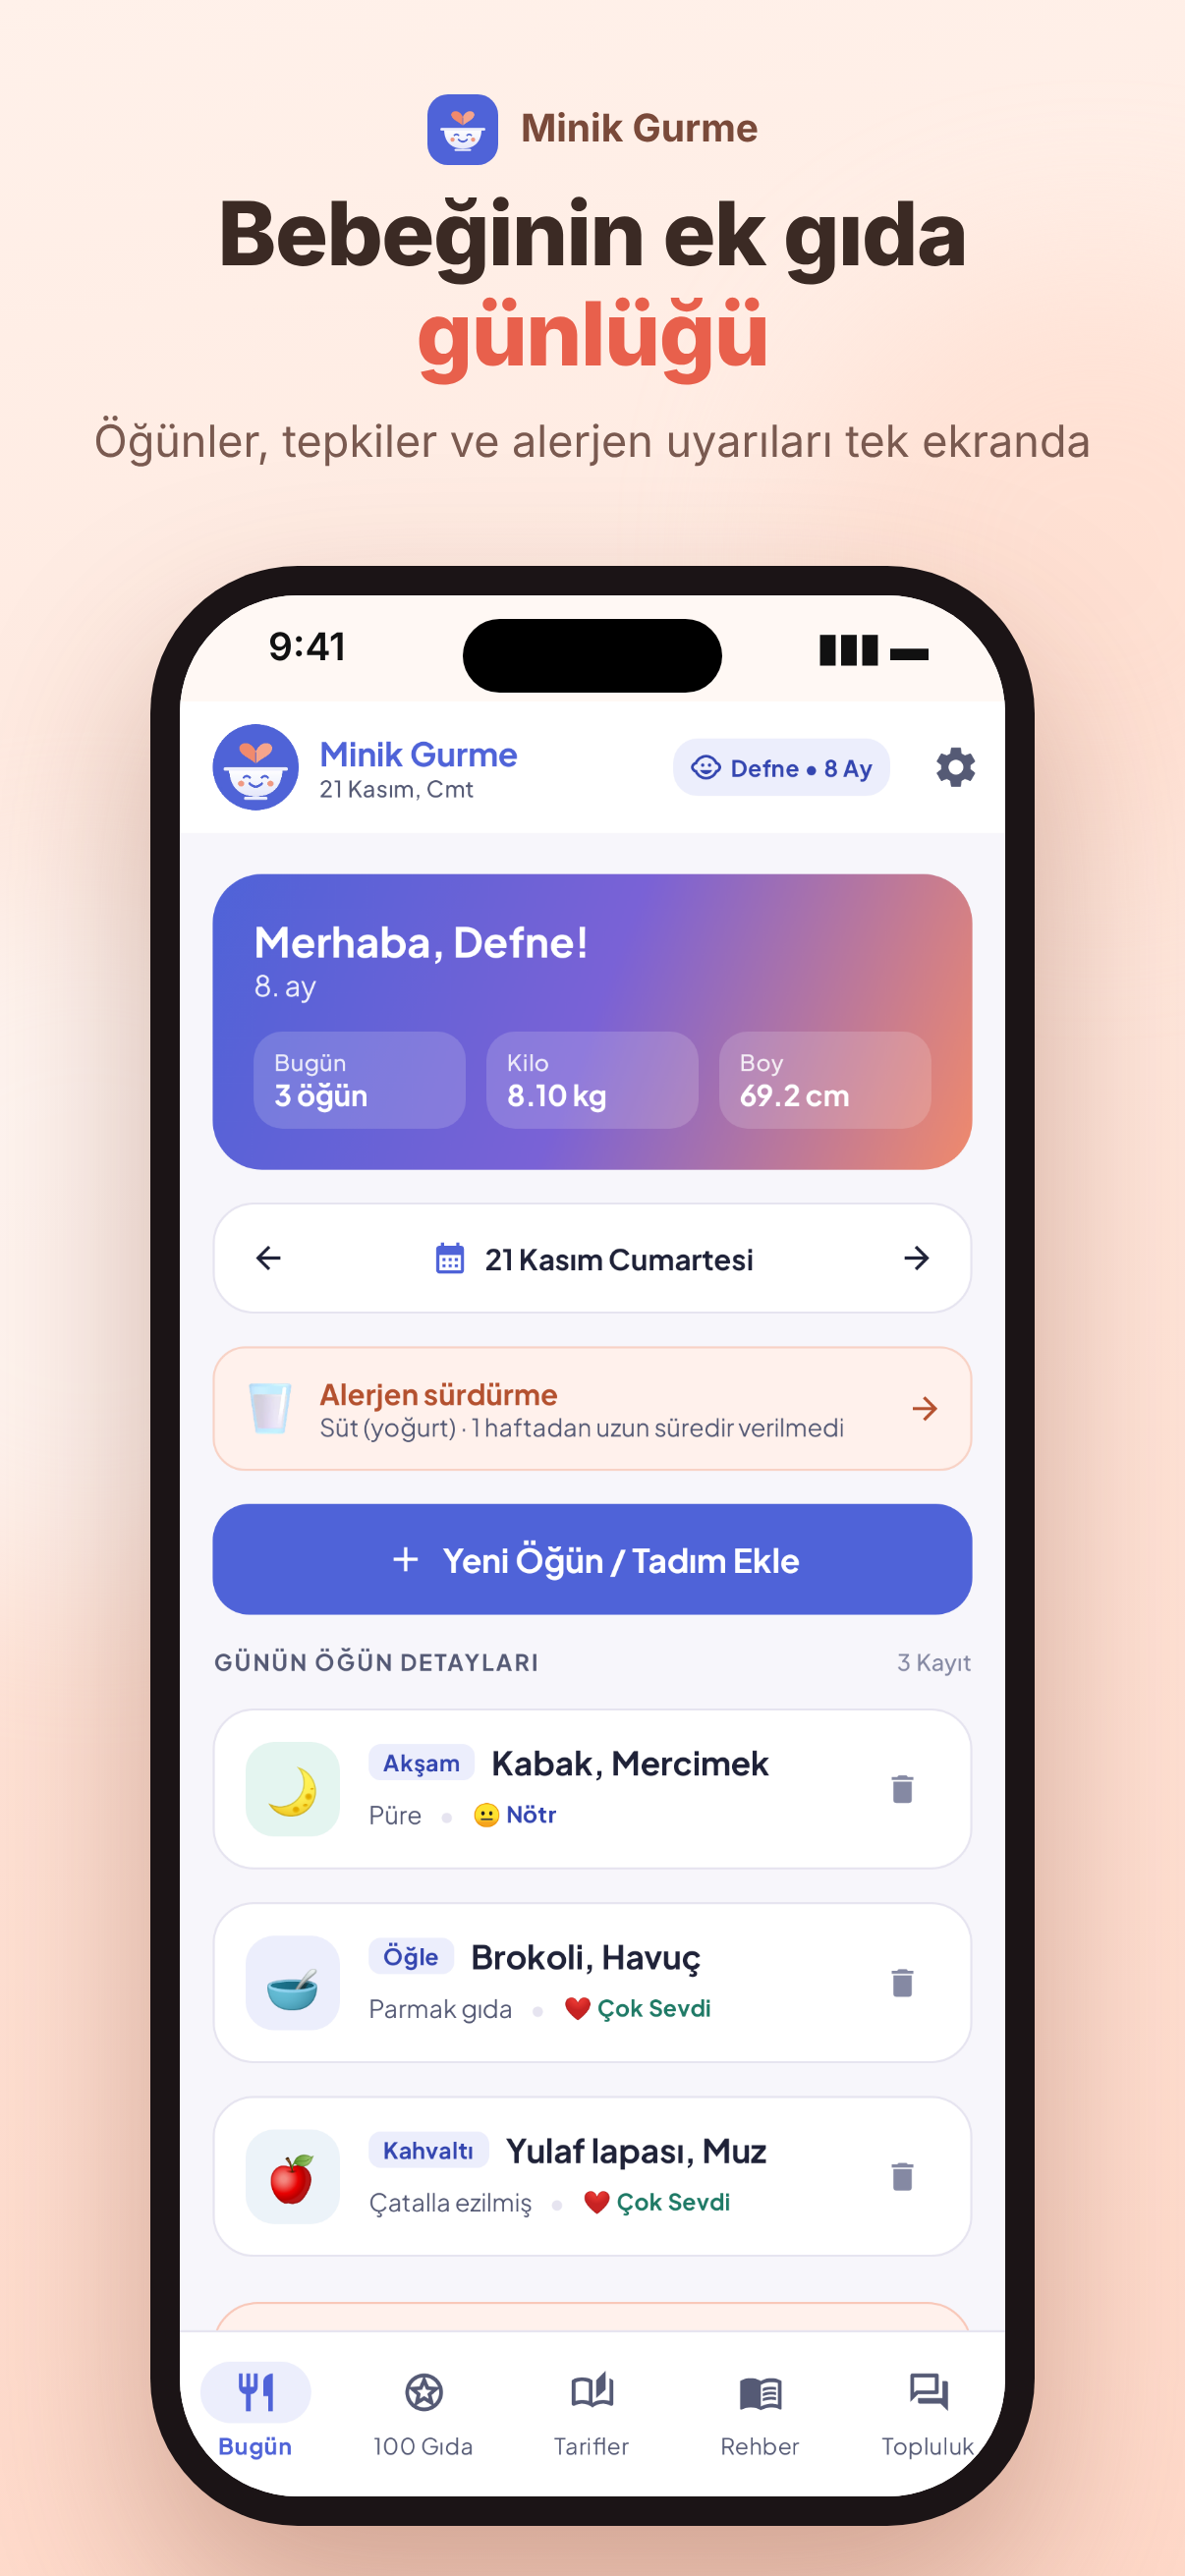 Minik Gurme
Bebeğinin ek gıda
günlüğü
Öğünler, tepkiler ve alerjen uyarıları tek ekranda
9:41
Minik Gurme
21 Kasım, Cmt
Defne • 8 Ay
Merhaba, Defne!
8. ay
Bugün
3 öğün
Kilo
8.10 kg
Boy
69.2 cm
21 Kasım Cumartesi
Alerjen sürdürme
Süt (yoğurt) · 1 haftadan uzun süredir verilmedi
+ Yeni Öğün / Tadım Ekle
GÜNÜN ÖĞÜN DETAYLARI
3 Kayıt
Akşam Kabak, Mercimek
Püre • 😐 Nötr
Öğle Brokoli, Havuç
Parmak gıda • ❤️ Çok Sevdi
Kahvaltı Yulaf lapası, Muz
Çatalla ezilmiş • ❤️ Çok Sevdi
Bugün
100 Gıda
Tarifler
Rehber
Topluluk